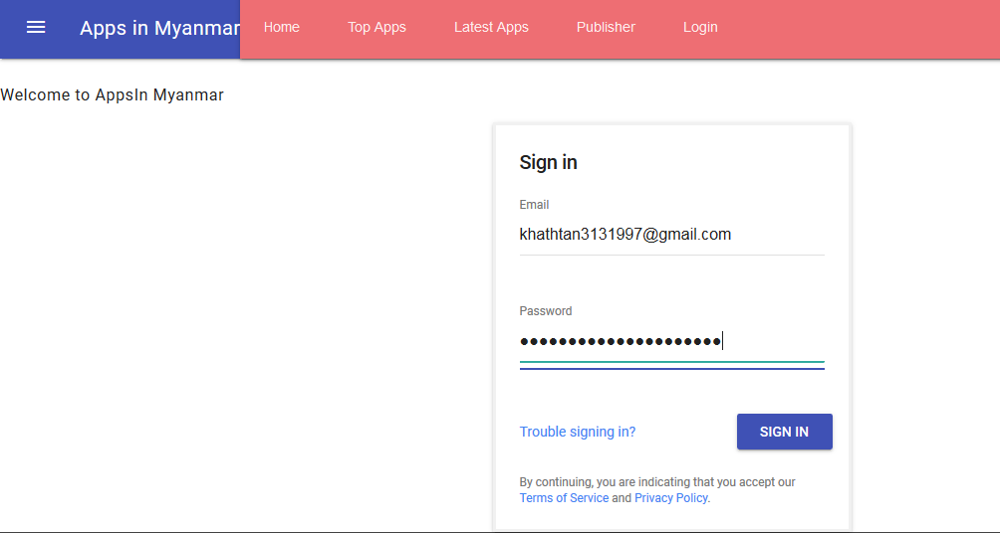 Apps in Myanmar Home Top Apps Latest Apps Publisher Login
Welcome to AppsIn Myanmar
Sign in
Email
khathtan3131997@gmail.com
Password
●●●●●●●●●●●●●●●●●●●●●
Trouble signing in? SIGN IN
By continuing, you are indicating that you accept our
Terms of Service and Privacy Policy.